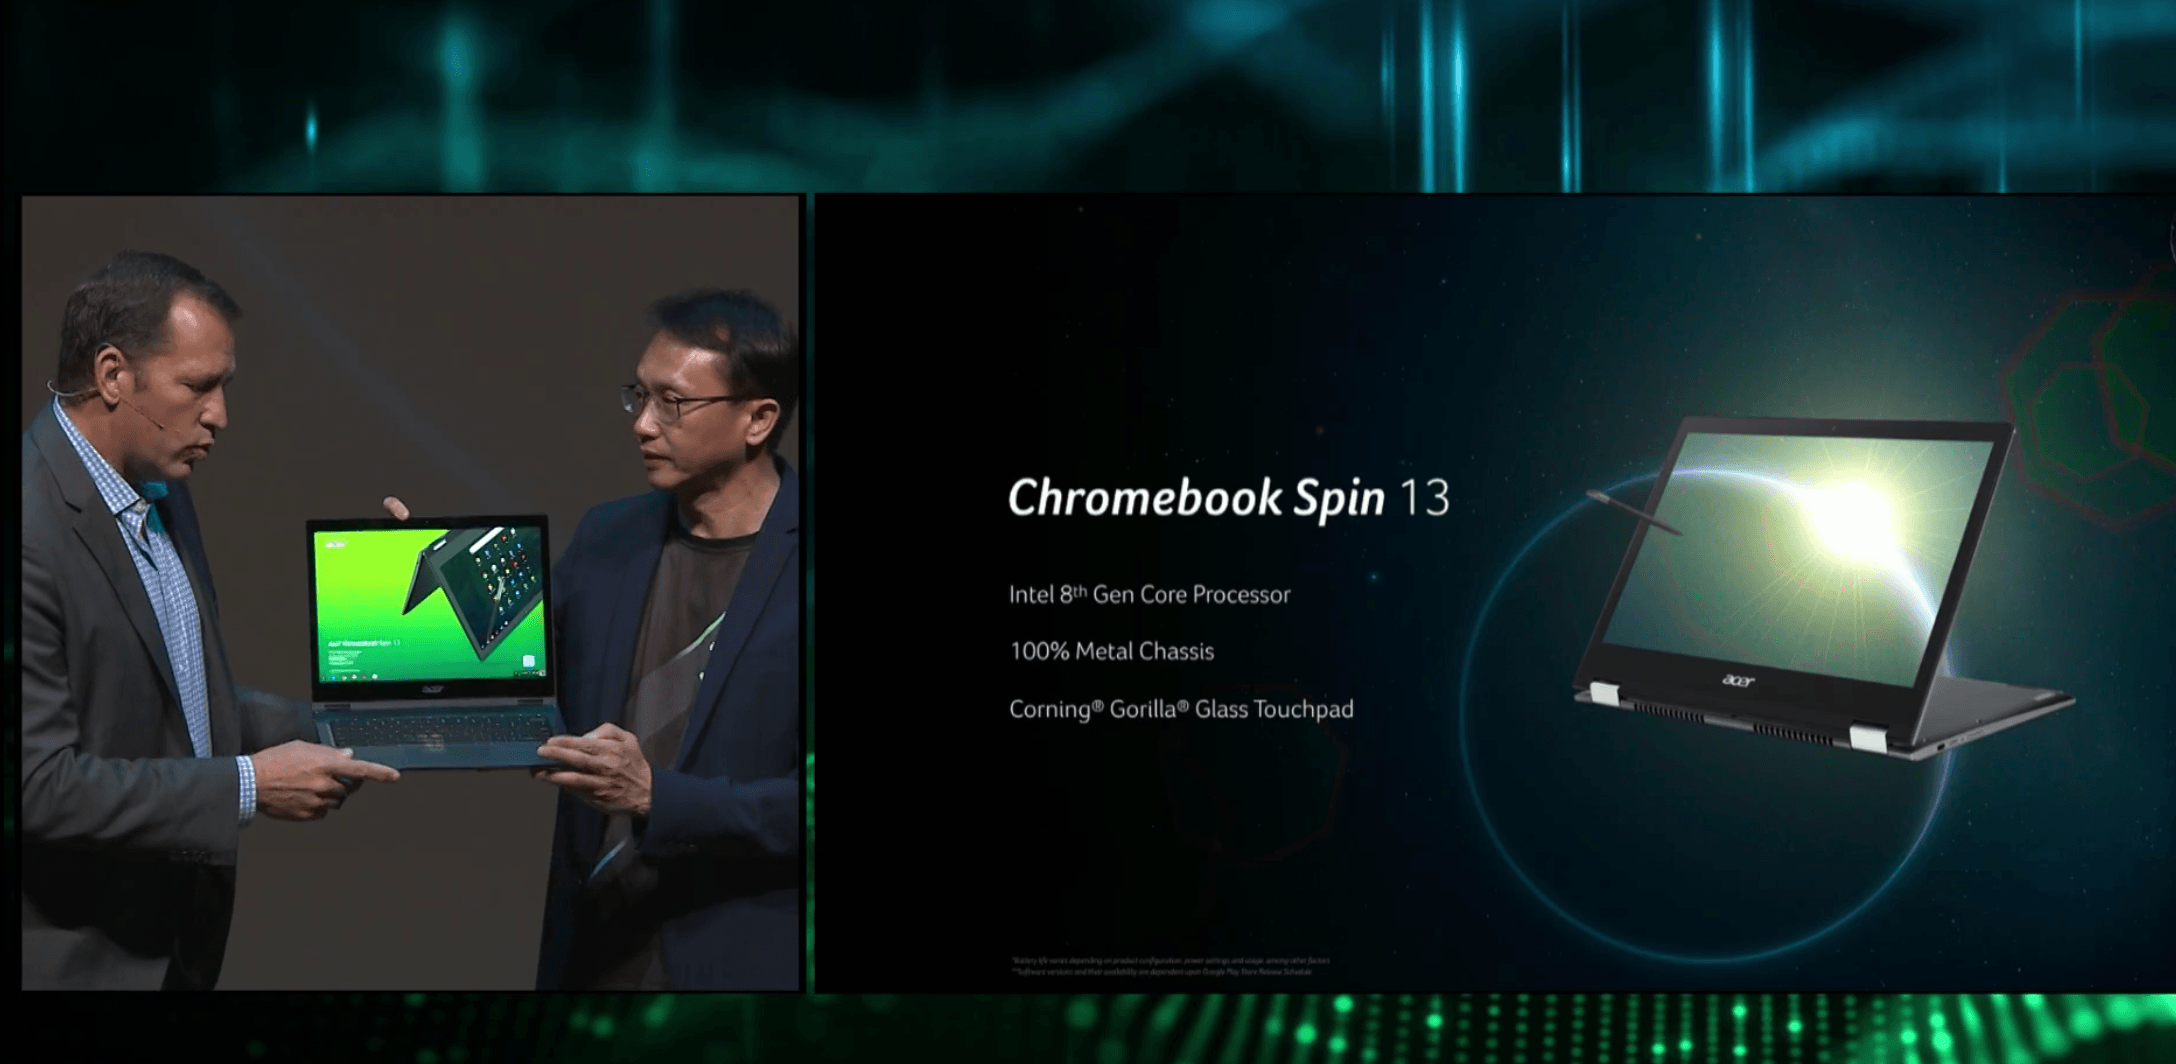 acer
Acer Chromebook Spin 13
acer
Chromebook Spin 13
Intel 8th Gen Core Processor
100% Metal Chassis
Corning® Gorilla® Glass Touchpad
acer
*Battery life varies depending on product configuration, power settings and usage, among other factors
**Software versions and their availability are dependent upon Google Play Store Release Schedule